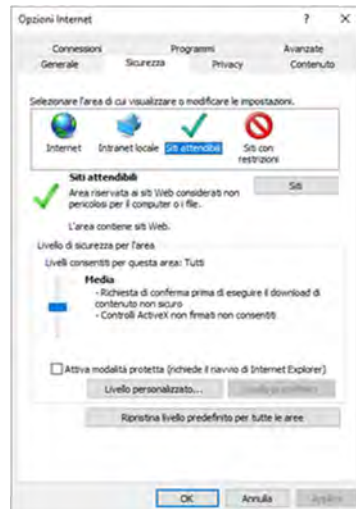 Opzioni Internet ? X
Connessioni Programmi Avanzate
Generale Sicurezza Privacy Contenuto
Selezionare l'area di cui visualizzare o modificare le impostazioni.
Internet Intranet locale Siti attendibili Siti con restrizioni
Siti attendibili
Siti
Area riservata ai siti Web considerati non
pericolosi per il computer o i file.
L'area contiene siti Web.
Livello di sicurezza per l'area
Livelli consentiti per questa area: Tutti
Media
- Richiesta di conferma prima di eseguire il download di
contenuto non sicuro
- Controlli ActiveX non firmati non consentiti
Attiva modalità protetta (richiede il riavvio di Internet Explorer)
Livello personalizzato...
Ripristina livello predefinito per tutte le aree
OK Annulla Applica